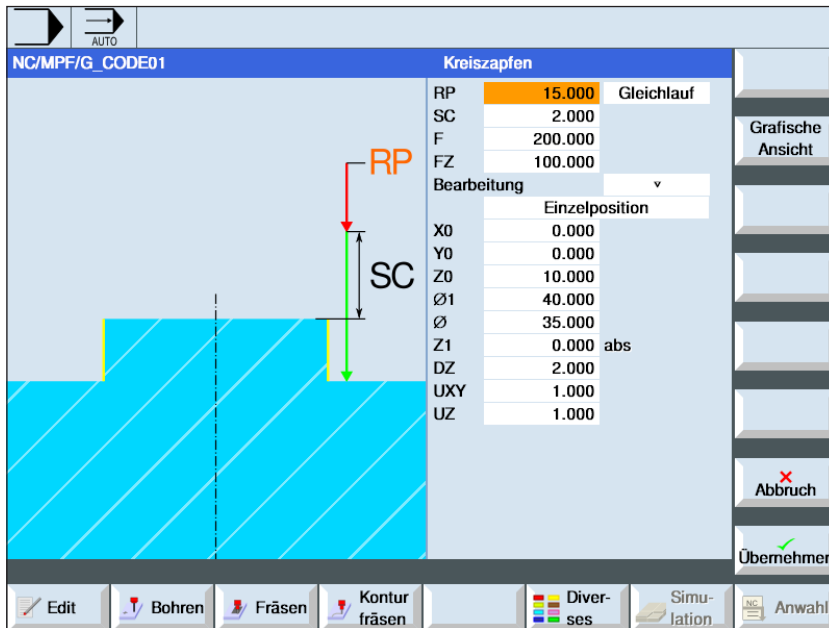 AUTO
NC/MPF/G_CODE01
Kreiszapfen
RP 15.000 Gleichlauf
SC 2.000
F 200.000
FZ 100.000
Bearbeitung ▿
Einzelposition
X0 0.000
Y0 0.000
Z0 10.000
Ø1 40.000
Ø 35.000
Z1 0.000 abs
DZ 2.000
UXY 1.000
UZ 1.000
RP
SC
Grafische
Ansicht
Abbruch
Übernehmen
Edit
Bohren
Fräsen
Kontur
fräsen
Diver-
ses
Simu-
lation
NC
Anwahl